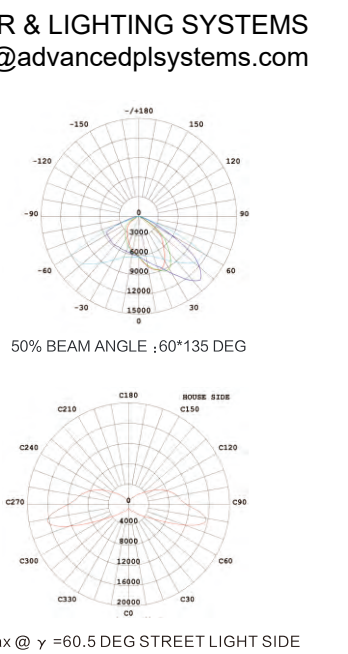 R & LIGHTING SYSTEMS
@advancedplsystems.com
-/+180
-150 150
-120 120
-90 90
0
3000
-60 6000 60
9000
12000
-30 30
15000
0
50% BEAM ANGLE :60*135 DEG
C180 HOUSE SIDE
C210 C150
C240 C120
C270 0 C90
4000
8000
C300 C60
12000
16000
C330 C30
20000
C0
x @ γ =60.5 DEG STREET LIGHT SIDE